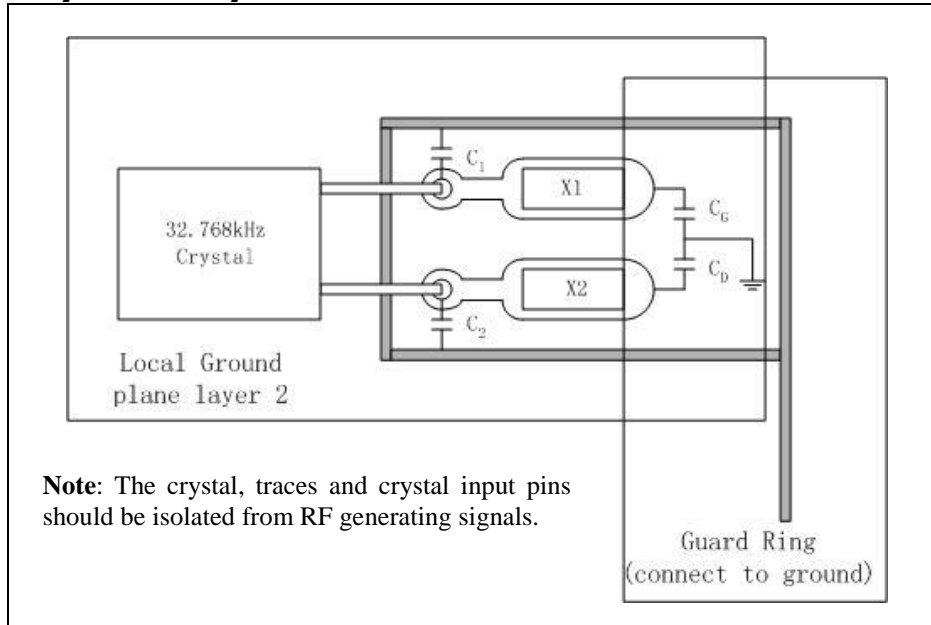 C1
X1
CG
32.768kHz
Crystal
CD
X2
C2
Local Ground
plane layer 2
Note: The crystal, traces and crystal input pins
should be isolated from RF generating signals.
Guard Ring
(connect to ground)